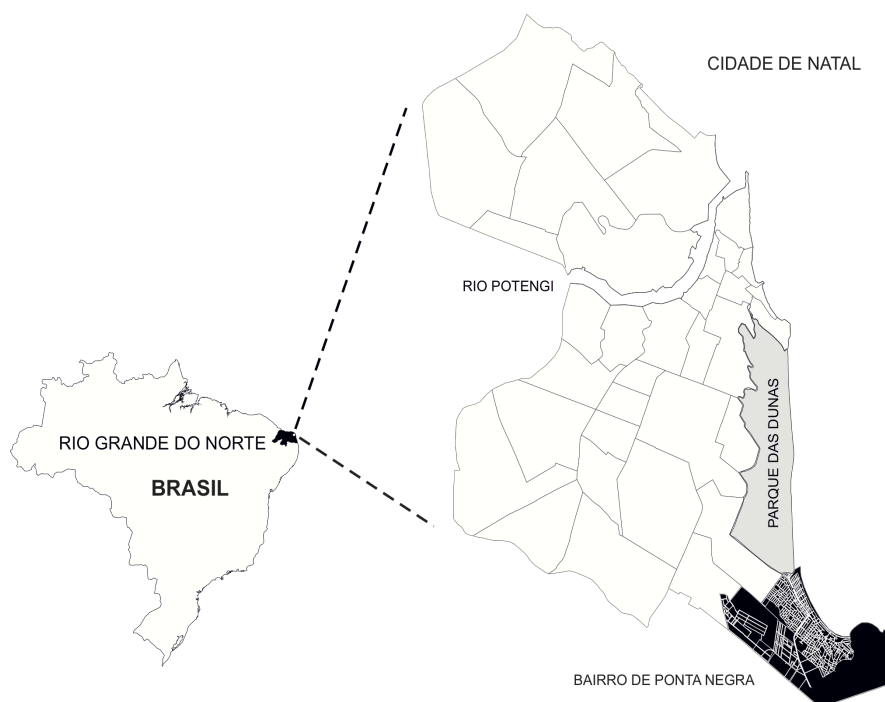 CIDADE DE NATAL
RIO POTENGI
PARQUE DAS DUNAS
RIO GRANDE DO NORTE
BRASIL
BAIRRO DE PONTA NEGRA